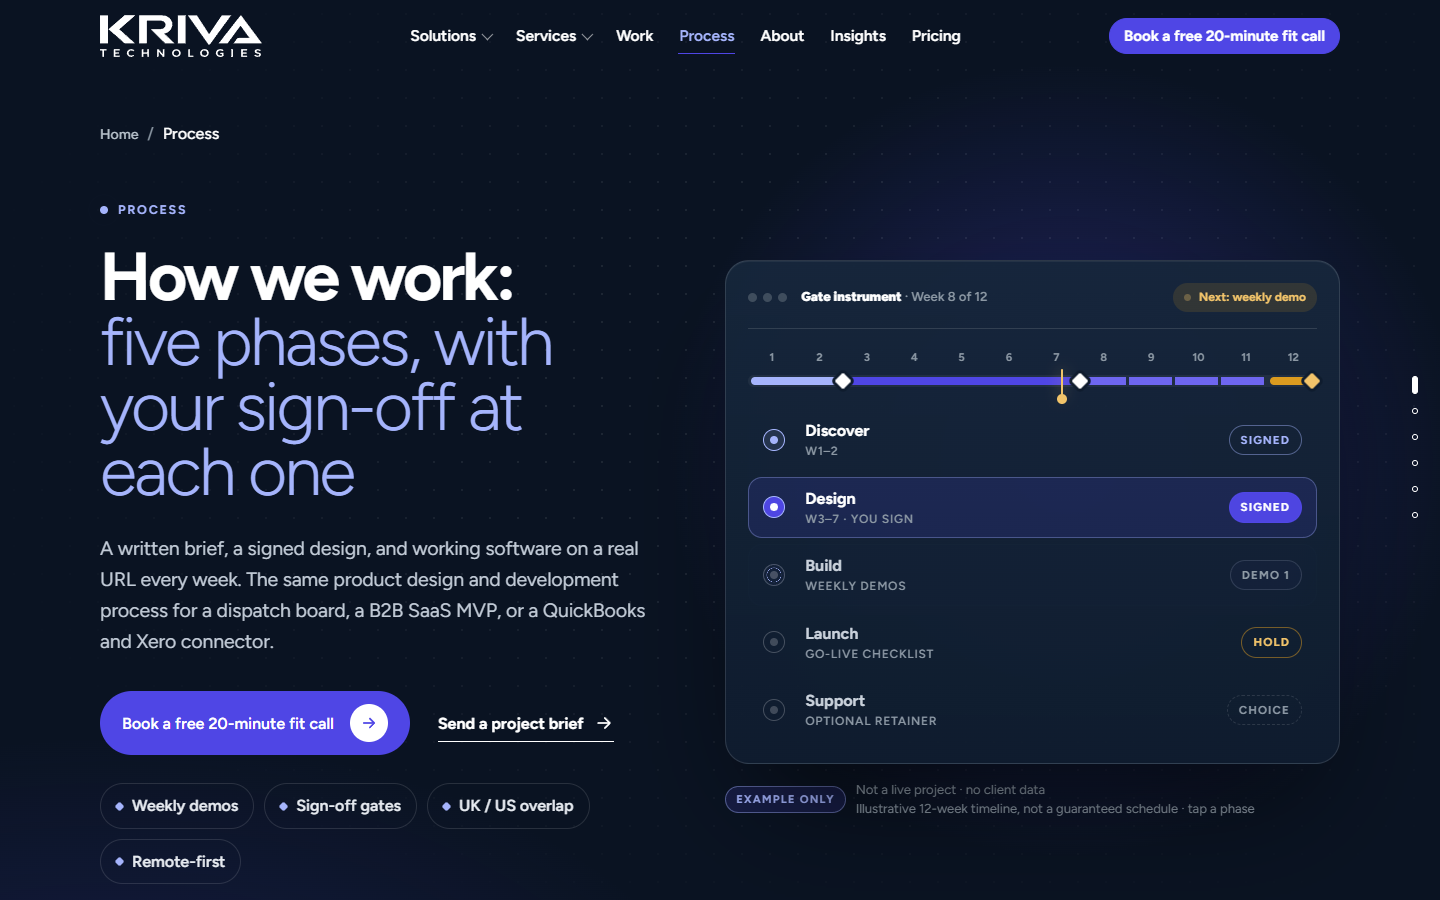 KRIVA
TECHNOLOGIES
Solutions
Services
Work
Process
About
Insights
Pricing
Book a free 20-minute fit call
Home / Process
PROCESS
How we work:
five phases, with
your sign-off at
each one
A written brief, a signed design, and working software on a real
URL every week. The same product design and development
process for a dispatch board, a B2B SaaS MVP, or a QuickBooks
and Xero connector.
Book a free 20-minute fit call
Send a project brief
Weekly demos
Sign-off gates
UK / US overlap
Remote-first
Gate instrument · Week 8 of 12
Next: weekly demo
1 2 3 4 5 6 7 8 9 10 11 12
Discover
W1–2
SIGNED
Design
W3–7 · YOU SIGN
SIGNED
Build
WEEKLY DEMOS
DEMO 1
Launch
GO-LIVE CHECKLIST
HOLD
Support
OPTIONAL RETAINER
CHOICE
EXAMPLE ONLY
Not a live project · no client data
Illustrative 12-week timeline, not a guaranteed schedule · tap a phase